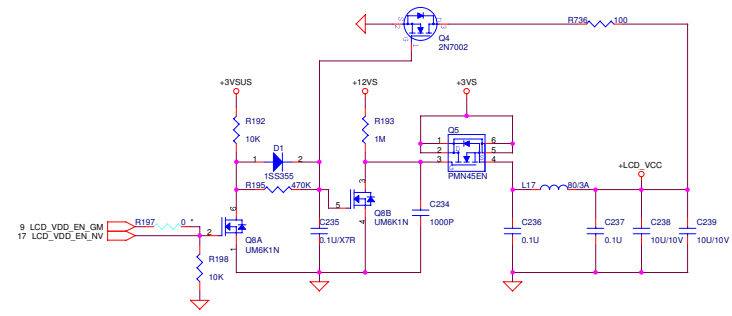 R736
100
S
D
2
3
G
1
Q4
2N7002
+3VSUS
+12VS
+3VS
R192
10K
R193
1M
Q5
1
2
3
6
5
4
PMN45EN
D1
1
2
1SS355
R195
470K
+LCD_VCC
L17
80/3A
6
2
1
Q8A
UM6K1N
3
5
4
Q8B
UM6K1N
C234
1000P
C235
0.1U/X7R
C236
0.1U
C237
0.1U
C238
10U/10V
C239
10U/10V
9 LCD_VDD_EN_GM
17 LCD_VDD_EN_NV
R197
0 *
R198
10K